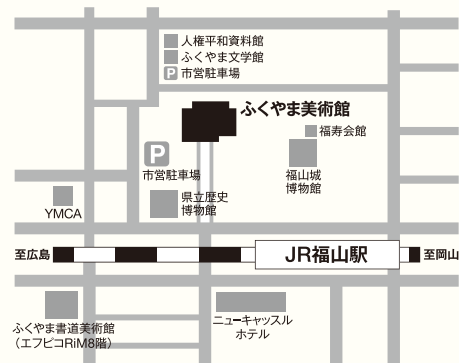 人権平和資料館
ふくやま文学館
P 市営駐車場
ふくやま美術館
福寿会館
P
市営駐車場
福山城
博物館
県立歴史
博物館
YMCA
至広島
JR福山駅
至岡山
ふくやま書道美術館
（エフピコRiM8階）
ニューキャッスル
ホテル